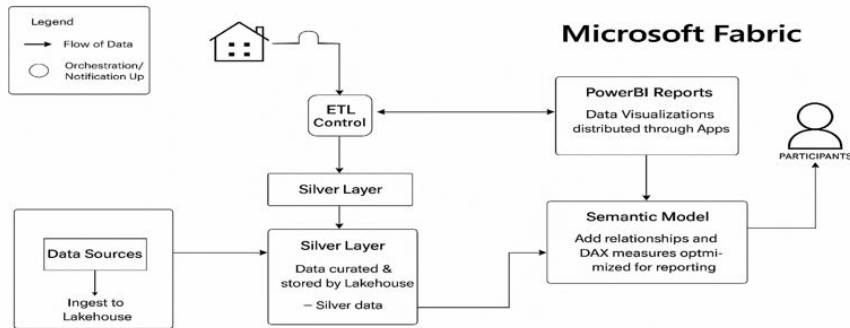 Legend
Flow of Data
Orchestration/
Notification Up
Microsoft Fabric
ETL
Control
PowerBI Reports
Data Visualizations
distributed through Apps
PARTICIPANTS
Silver Layer
Data Sources
Ingest to
Lakehouse
Silver Layer
Data curated &
stored by Lakehouse
– Silver data
Semantic Model
Add relationships and
DAX measures optmi-
mized for reporting